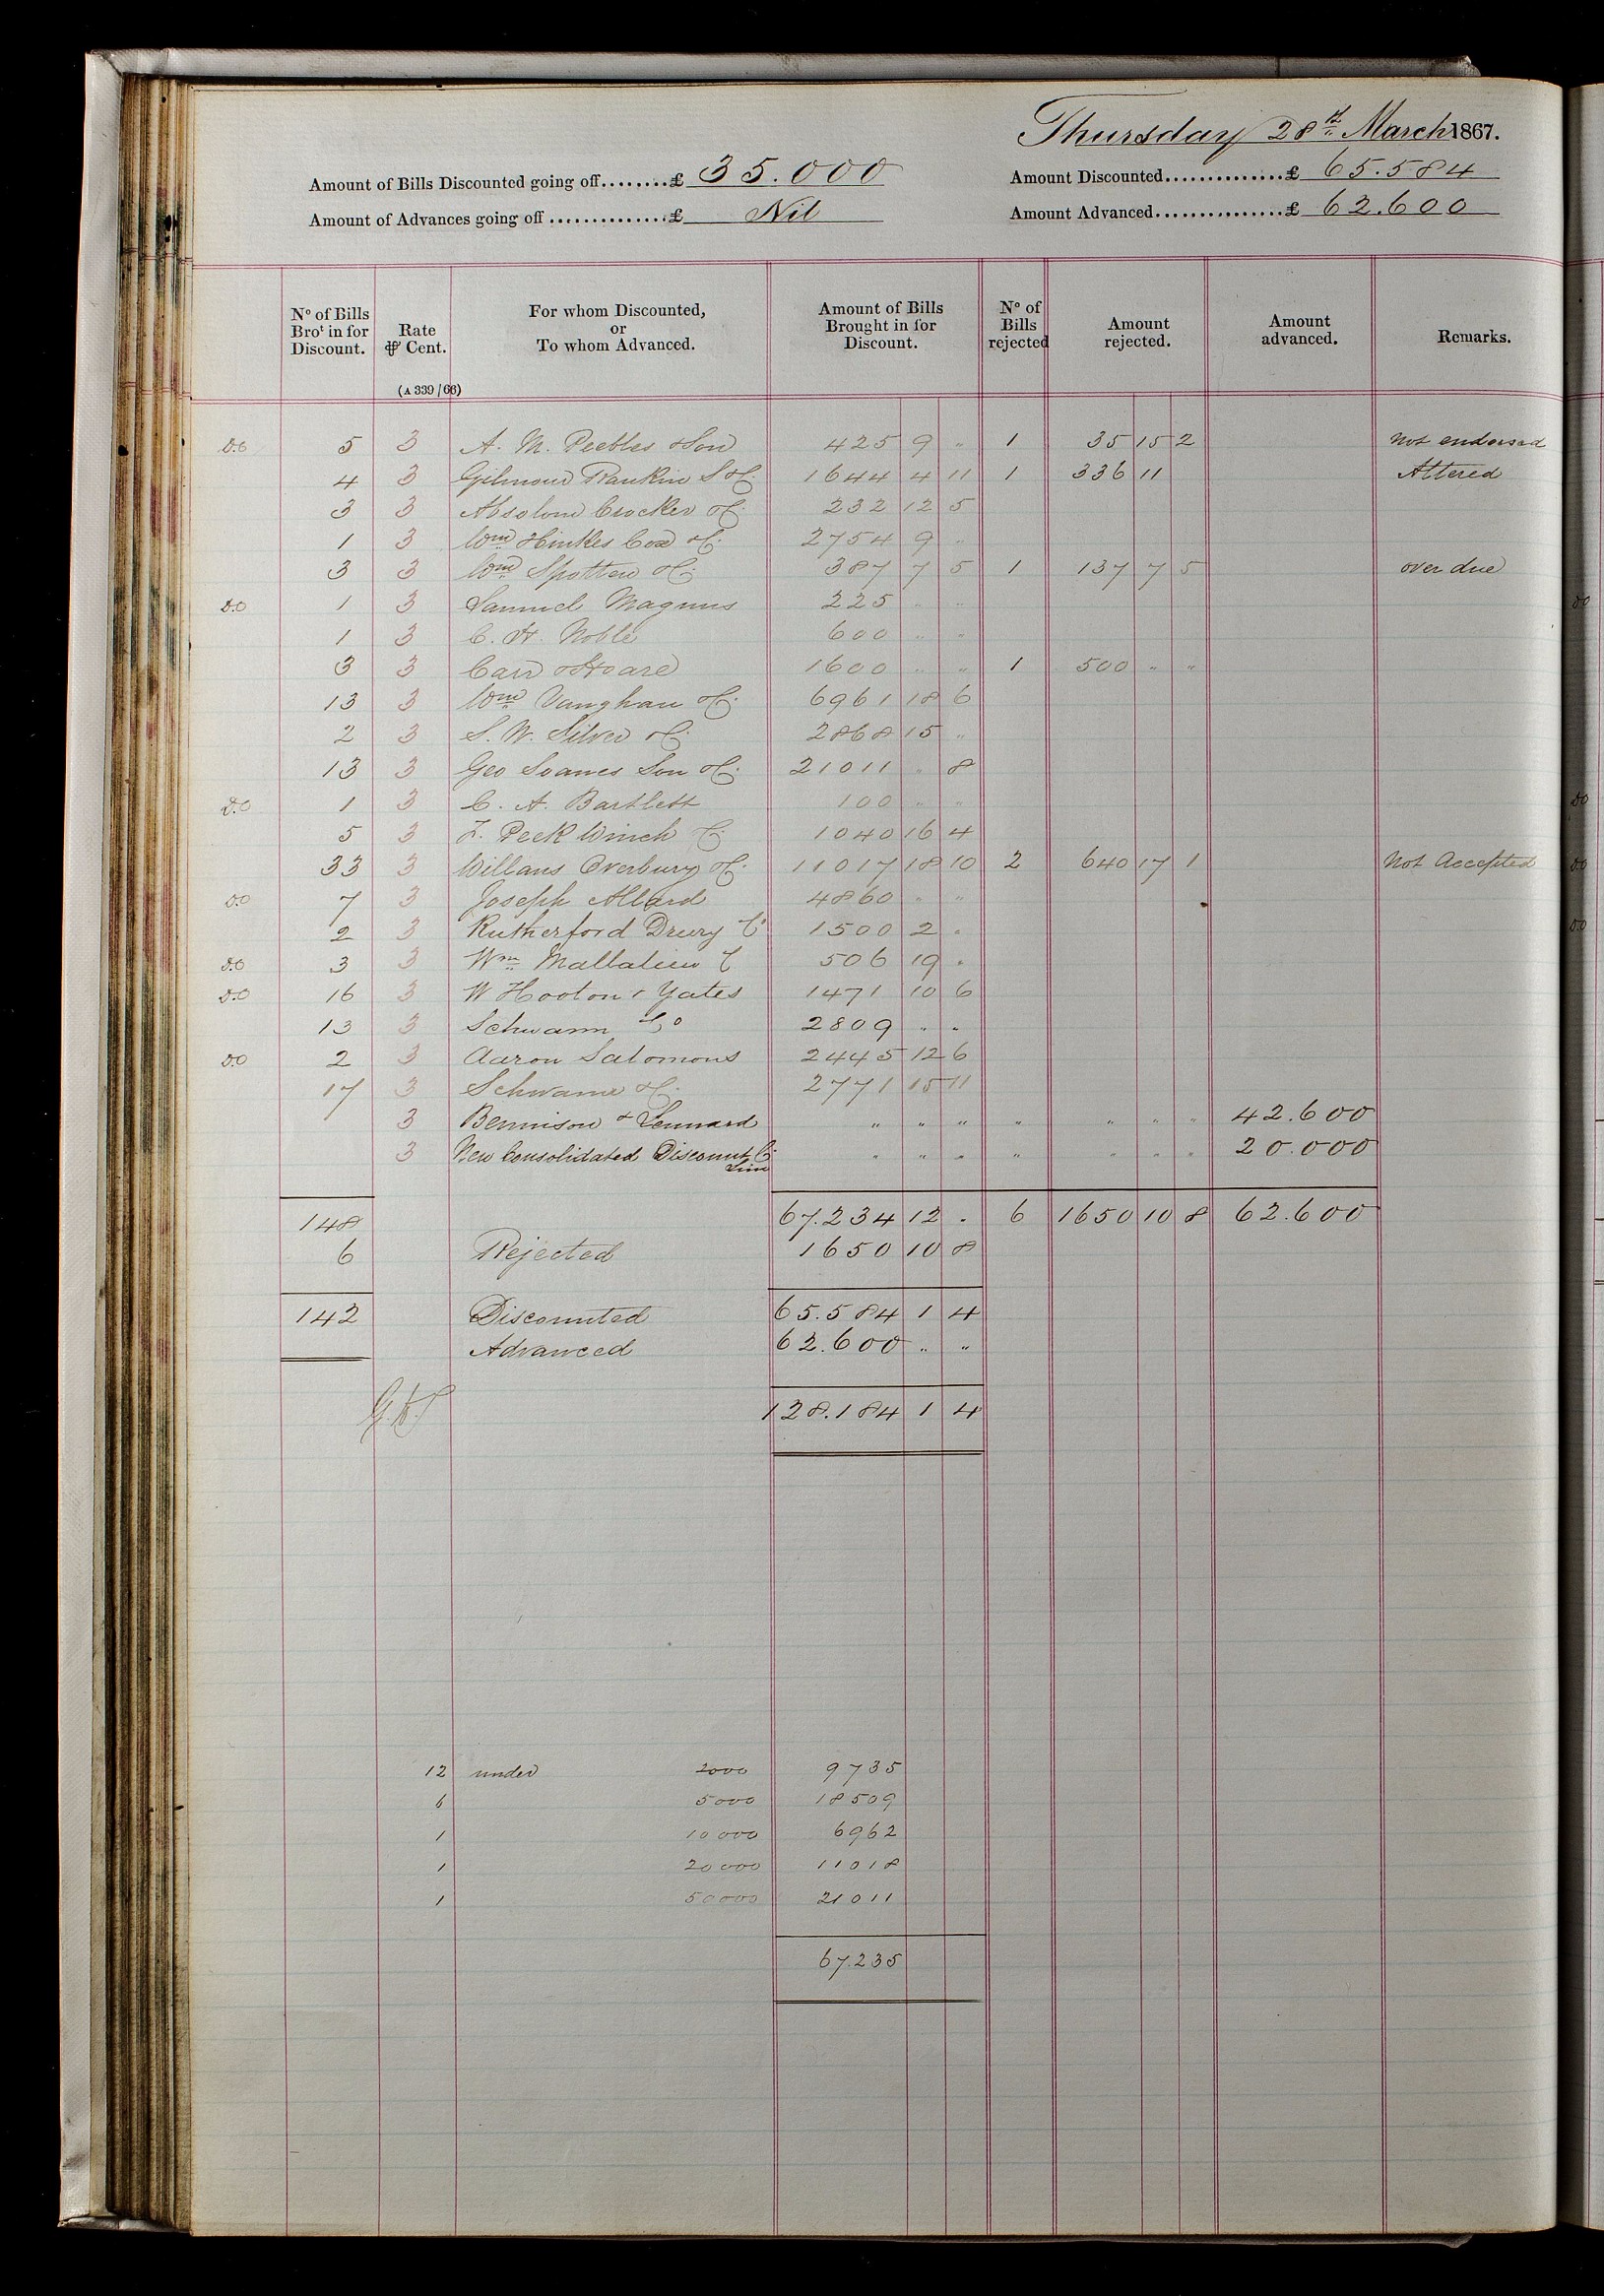 Thursday 28th March 1867.
Amount of Bills Discounted going off........£ 35.000
Amount Discounted..............£ 65.584
Amount of Advances going off..............£ Nil
Amount Advanced...............£ 62.600
No of Bills Brot in for Discount.
Rate ⅌ Cent.
(A 339/66)
For whom Discounted, or To whom Advanced.
Amount of Bills Brought in for Discount.
No of Bills rejected
Amount rejected.
Amount advanced.
Remarks.
Do 5 3 A. M. Peebles & Son 425 9 " 1 35 15 2 Not endorsed
4 3 Gilmour Rankin S & Co 1644 4 11 1 336 11 Altered
3 3 Absolom Crocker & Co 232 12 5
1 3 Wm Hinkes Cox & Co 2754 9 "
3 3 Wm Spotten & Co 387 7 5 1 137 7 5 over due
Do 1 3 Samuel Magnus 225 " "
1 3 C. H. Noble 600 " "
3 3 Carr & Hoare 1600 " " 1 500 " "
13 3 Wm Vaughan & Co 6961 18 6
2 3 S. W. Silver & Co 2868 15 "
13 3 Geo Soames Son & Co 21011 " 8
Do 1 3 C. A. Bartlett 100 " "
5 3 F. Peek Winch & Co 1040 16 4
33 3 Willans Overbury & Co 11017 18 10 2 640 17 1 Not Accepted
Do 7 3 Joseph Allard 4860 " "
2 3 Rutherford Drury Co 1500 2 "
Do 3 3 Wm Mallalieu C 506 19 "
Do 16 3 W Hooton & Yates 1471 10 6
13 3 Schwann Co 2809 " "
Do 2 3 Aaron Salomons 2445 12 6
17 3 Schwann & Co 2771 15 11
3 Bennison & Lennard " " " " " " " 42.600
3 New Consolidated Discount Co Lim " " " " " " " 20.000
148 67.234 12 " 6 1650 10 8 62.600
6 Rejected 1650 10 8
142 Discounted 65.584 1 4
Advanced 62.600 " "
128.184 1 4
12 under 2000 9735
6 5000 18509
1 10000 6962
1 20000 11018
1 50000 21011
67.235